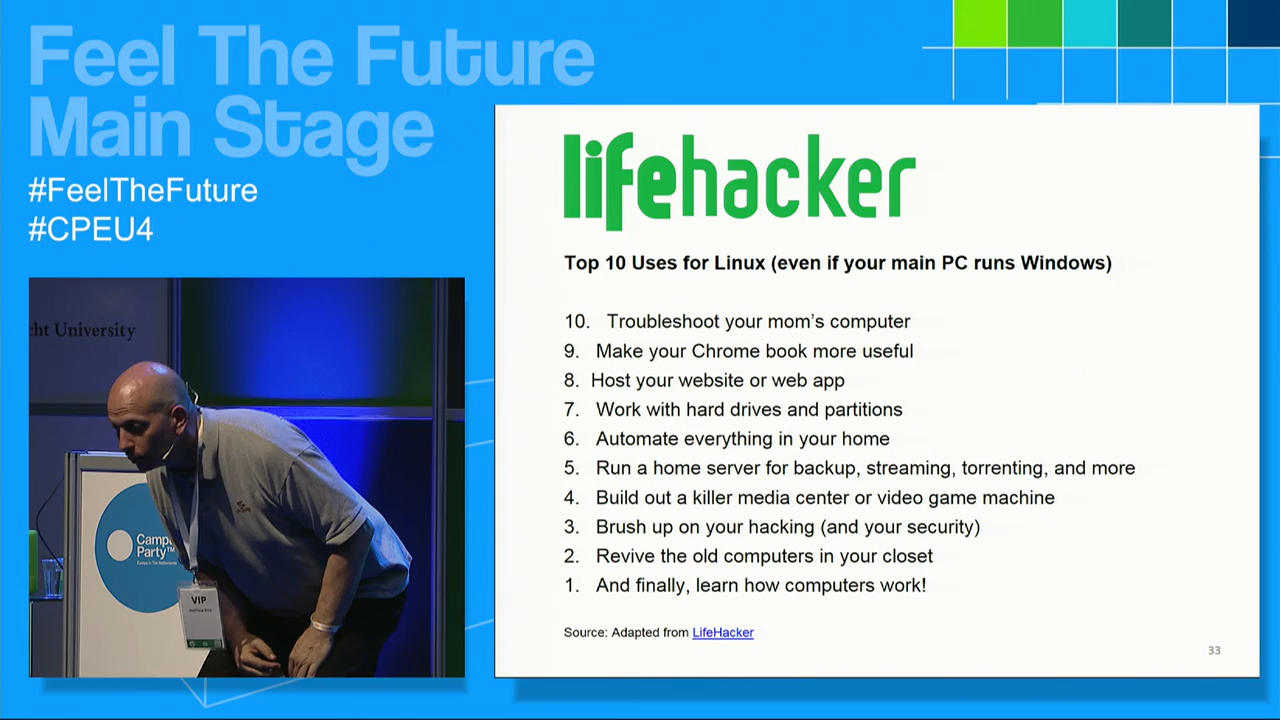 Feel The Future
Main Stage
#FeelTheFuture
#CPEU4
lifehacker
Top 10 Uses for Linux (even if your main PC runs Windows)
10. Troubleshoot your mom's computer
9. Make your Chrome book more useful
8. Host your website or web app
7. Work with hard drives and partitions
6. Automate everything in your home
5. Run a home server for backup, streaming, torrenting, and more
4. Build out a killer media center or video game machine
3. Brush up on your hacking (and your security)
2. Revive the old computers in your closet
1. And finally, learn how computers work!
Source: Adapted from LifeHacker
33
University
Party™
VIP